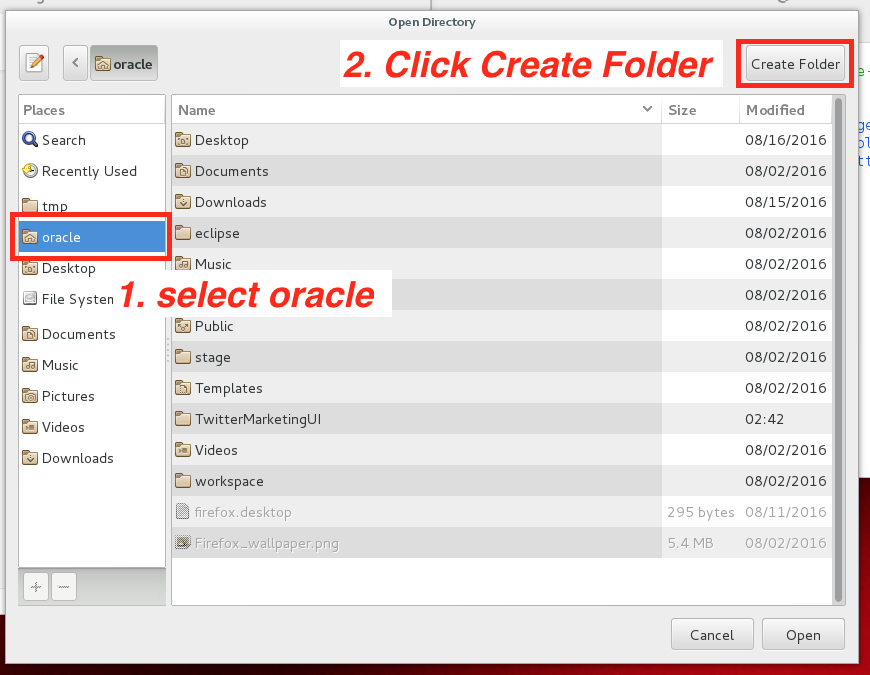 Open Directory
oracle
2. Click Create Folder
Create Folder
Places
Search
Recently Used
tmp
oracle
Desktop
File System
Documents
Music
Pictures
Videos
Downloads
Name Size Modified
Desktop 08/16/2016
Documents 08/02/2016
Downloads 08/15/2016
eclipse 08/02/2016
Music 08/02/2016
1. select oracle
08/02/2016
Public 08/02/2016
stage 08/02/2016
Templates 08/02/2016
TwitterMarketingUI 02:42
Videos 08/02/2016
workspace 08/02/2016
firefox.desktop 295 bytes 08/11/2016
Firefox_wallpaper.png 5.4 MB 08/02/2016
Cancel
Open